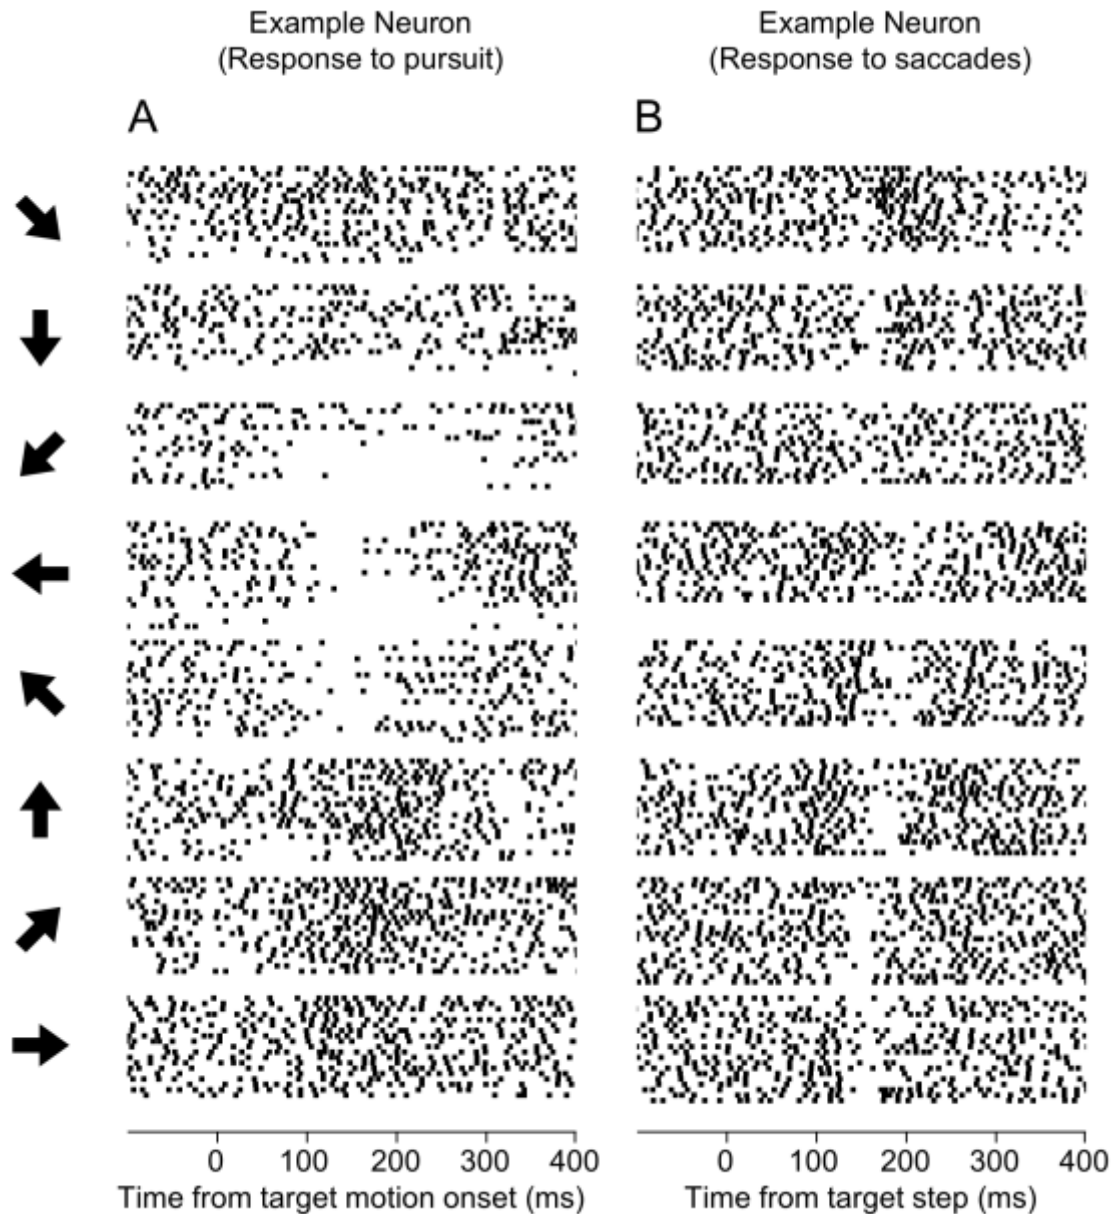 Example Neuron
(Response to pursuit)
Example Neuron
(Response to saccades)
A
B
0 100 200 300 400
Time from target motion onset (ms)
0 100 200 300 400
Time from target step (ms)